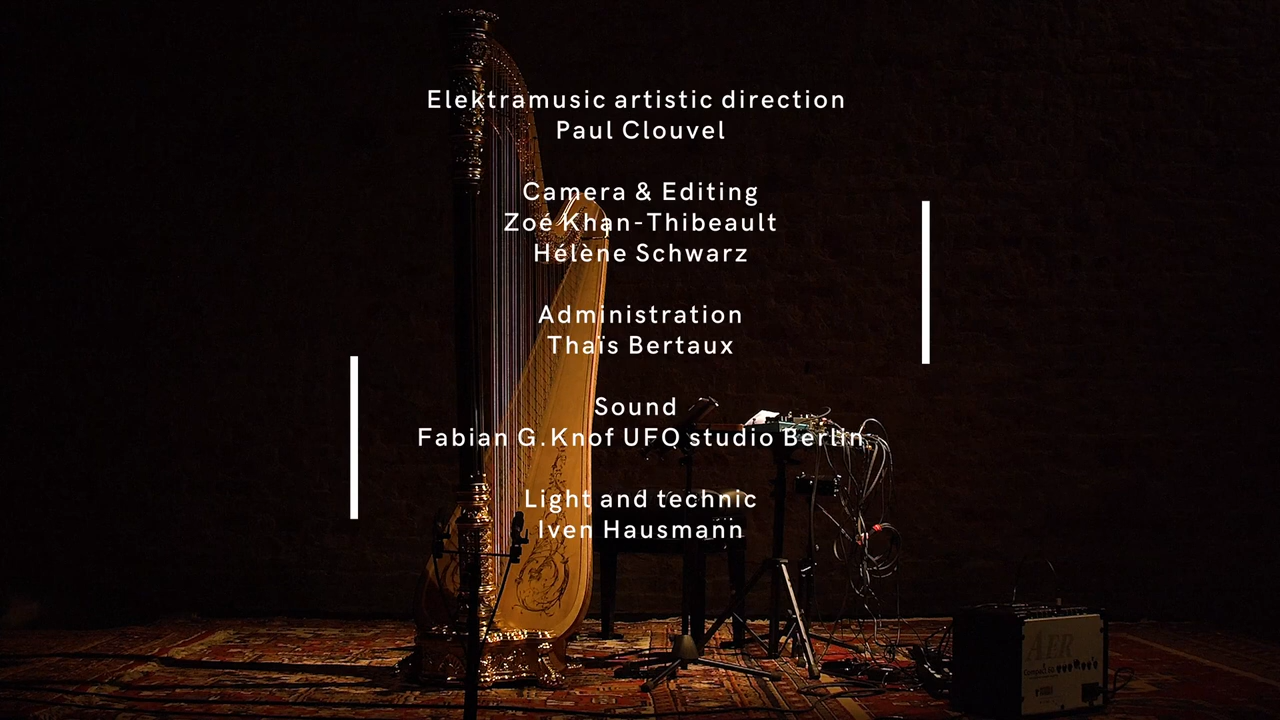 Elektramusic artistic direction
Paul Clouvel
Camera & Editing
Zoé Khan-Thibeault
Hélène Schwarz
Administration
Thaïs Bertaux
Sound
Fabian G.Knof UFO studio Berlin
Light and technic
Iven Hausmann
AER